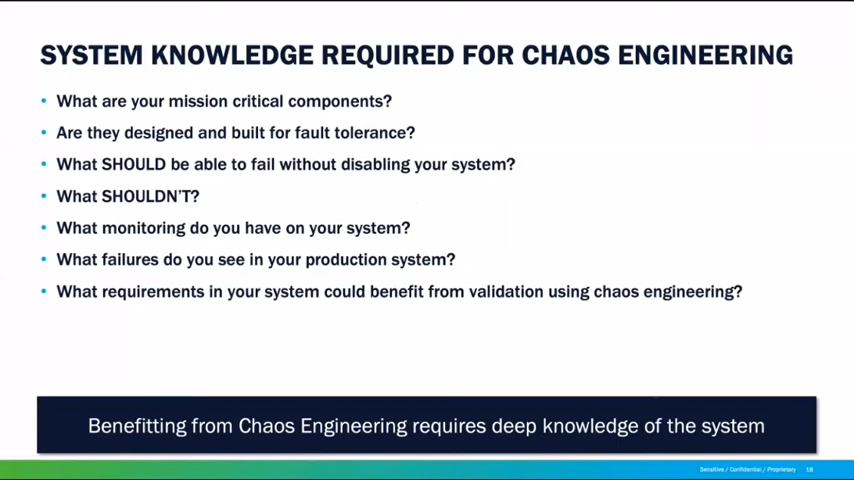 SYSTEM KNOWLEDGE REQUIRED FOR CHAOS ENGINEERING
• What are your mission critical components?
• Are they designed and built for fault tolerance?
• What SHOULD be able to fail without disabling your system?
• What SHOULDN'T?
• What monitoring do you have on your system?
• What failures do you see in your production system?
• What requirements in your system could benefit from validation using chaos engineering?
Benefitting from Chaos Engineering requires deep knowledge of the system
Sensitive / Confidential / Proprietary 18